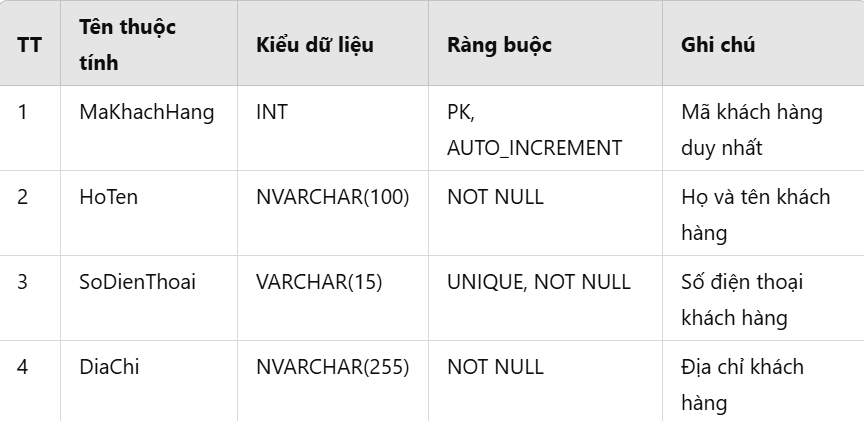 TT Tên thuộc tính Kiểu dữ liệu Ràng buộc Ghi chú
1 MaKhachHang INT PK, AUTO_INCREMENT Mã khách hàng duy nhất
2 HoTen NVARCHAR(100) NOT NULL Họ và tên khách hàng
3 SoDienThoai VARCHAR(15) UNIQUE, NOT NULL Số điện thoại khách hàng
4 DiaChi NVARCHAR(255) NOT NULL Địa chỉ khách hàng